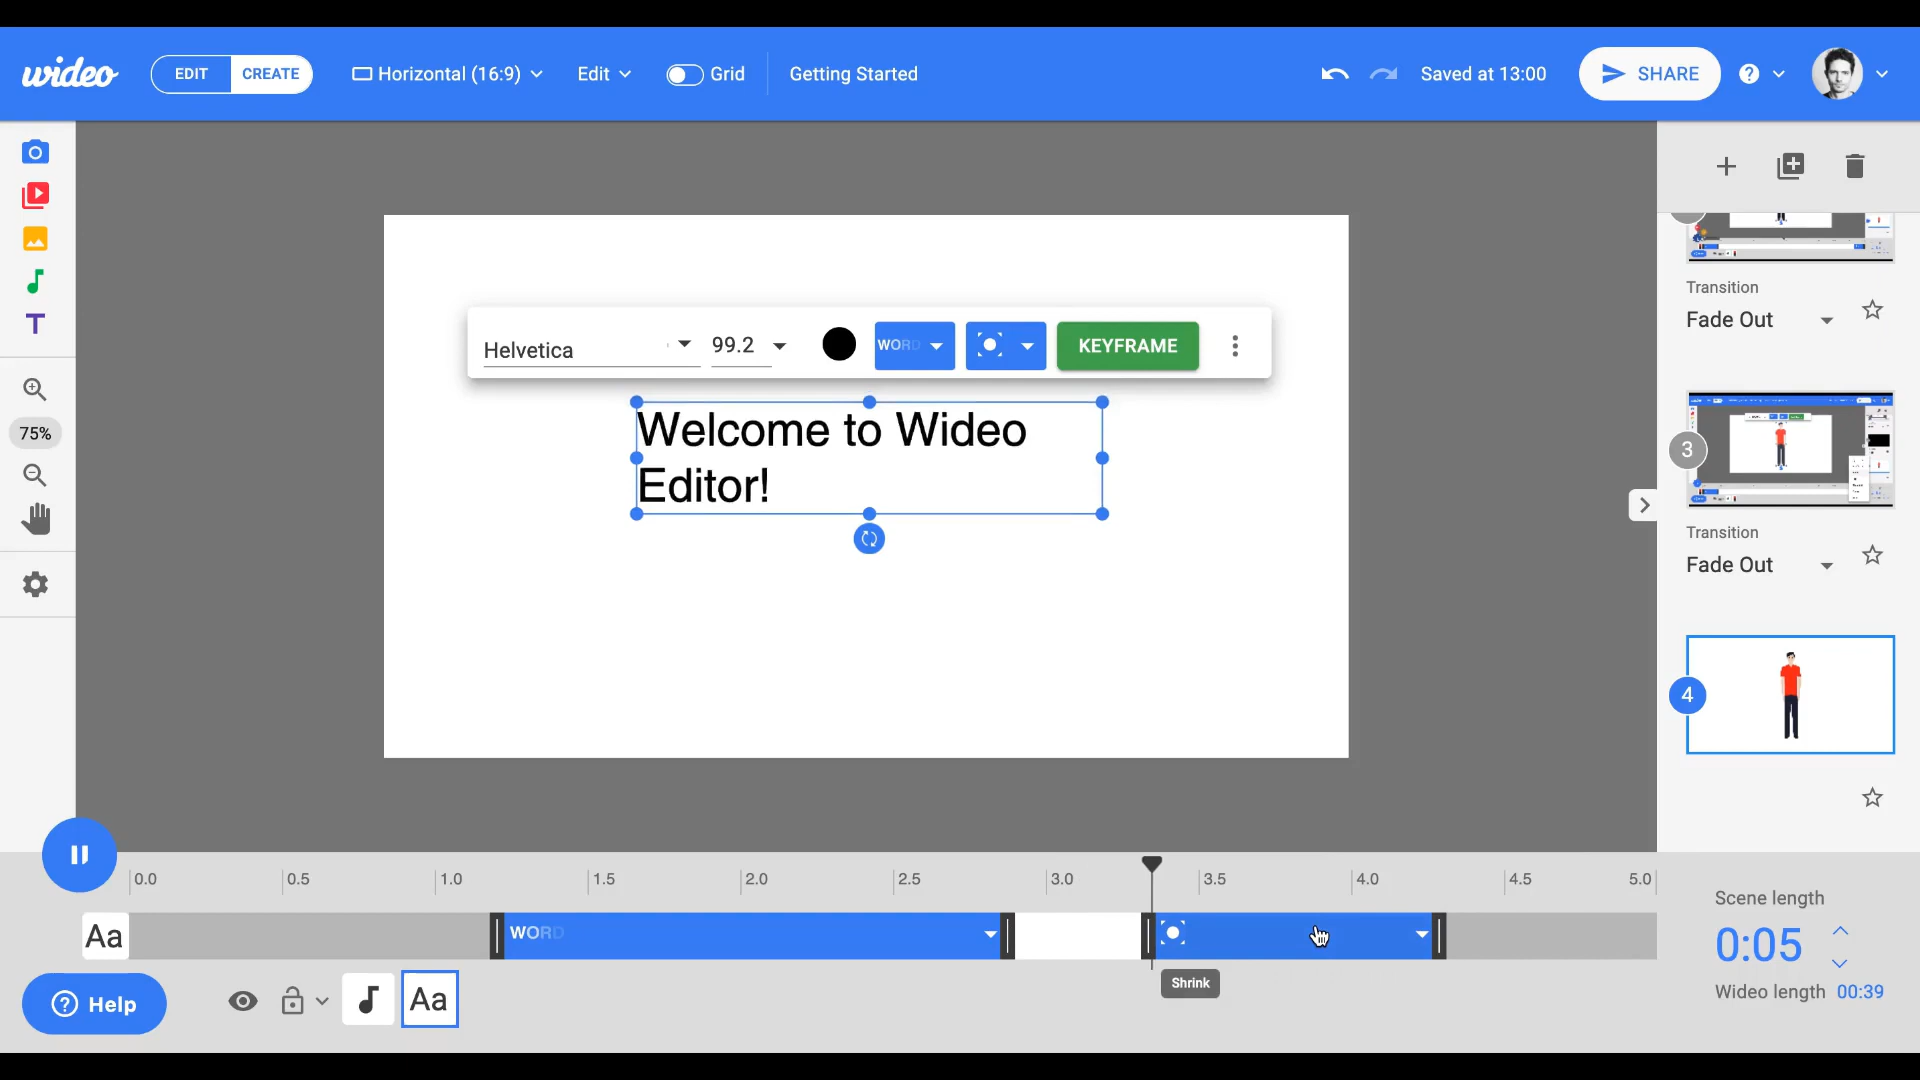 wideo
EDIT CREATE
Horizontal (16:9)
Edit
Grid
Getting Started
Saved at 13:00
SHARE
?
T
75%
Helvetica
99.2
WORD
KEYFRAME
Welcome to Wideo
Editor!
Transition
Fade Out
3
Transition
Fade Out
4
0.0 0.5 1.0 1.5 2.0 2.5 3.0 3.5 4.0 4.5 5.0
Aa
WORD
Shrink
Scene length
0:05
Wideo length 00:39
? Help
Aa